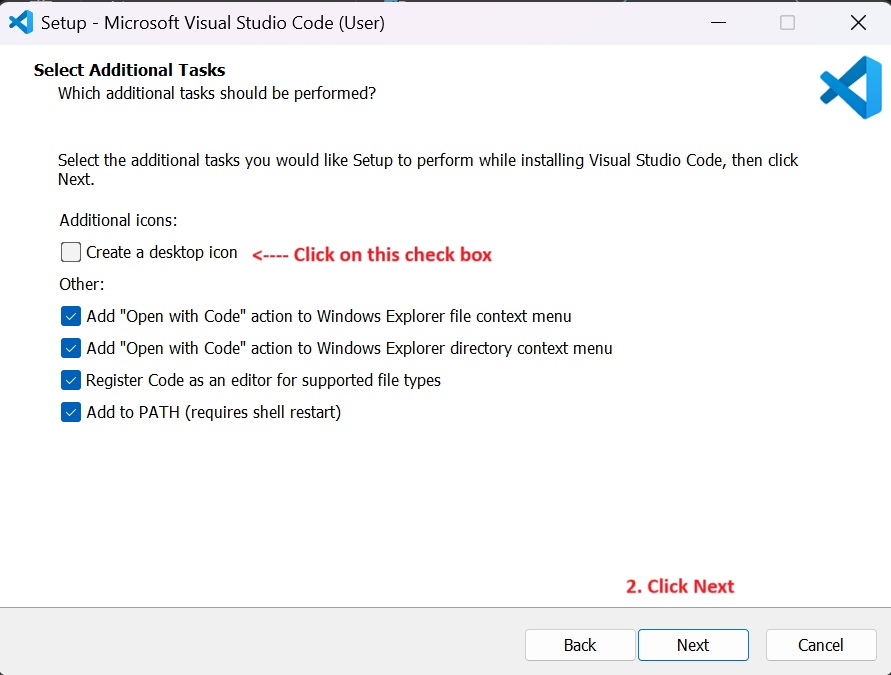 Setup - Microsoft Visual Studio Code (User)
Select Additional Tasks
Which additional tasks should be performed?
Select the additional tasks you would like Setup to perform while installing Visual Studio Code, then click
Next.
Additional icons:
Create a desktop icon <---- Click on this check box
Other:
Add "Open with Code" action to Windows Explorer file context menu
Add "Open with Code" action to Windows Explorer directory context menu
Register Code as an editor for supported file types
Add to PATH (requires shell restart)
2. Click Next
Back Next Cancel